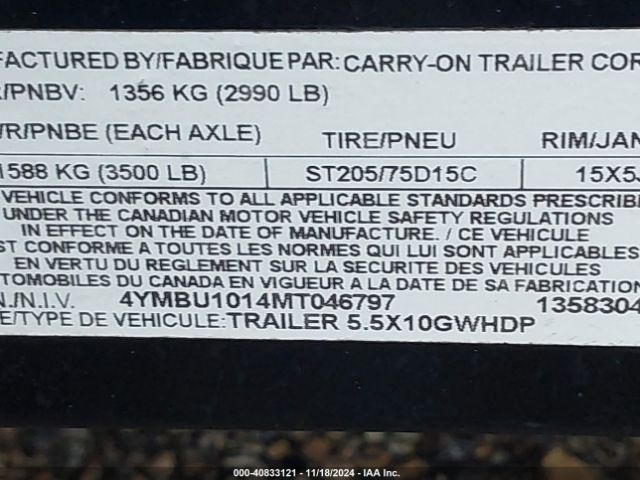 FACTURED BY/FABRIQUE PAR: CARRY-ON TRAILER COR
R/PNBV: 1356 KG (2990 LB)
/R/PNBE (EACH AXLE) TIRE/PNEU RIM/JAN
1588 KG (3500 LB) ST205/75D15C 15X5J
VEHICLE CONFORMS TO ALL APPLICABLE STANDARDS PRESCRIB
UNDER THE CANADIAN MOTOR VEHICLE SAFETY REGULATIONS
IN EFFECT ON THE DATE OF MANUFACTURE. / CE VEHICULE
EST CONFORME A TOUTES LES NORMES QUI LUI SONT APPLICABLES
EN VERTU DU REGLEMENT SUR LA SECURITE DES VEHICULES
TOMOBILES DU CANADA EN VIGUEUR A LA DATE DE SA FABRICATION
N./N.I.V. 4YMBU1014MT046797 1358304
E/TYPE DE VEHICULE: TRAILER 5.5X10GWHDP
000-40833121 - 11/18/2024 - IAA Inc.